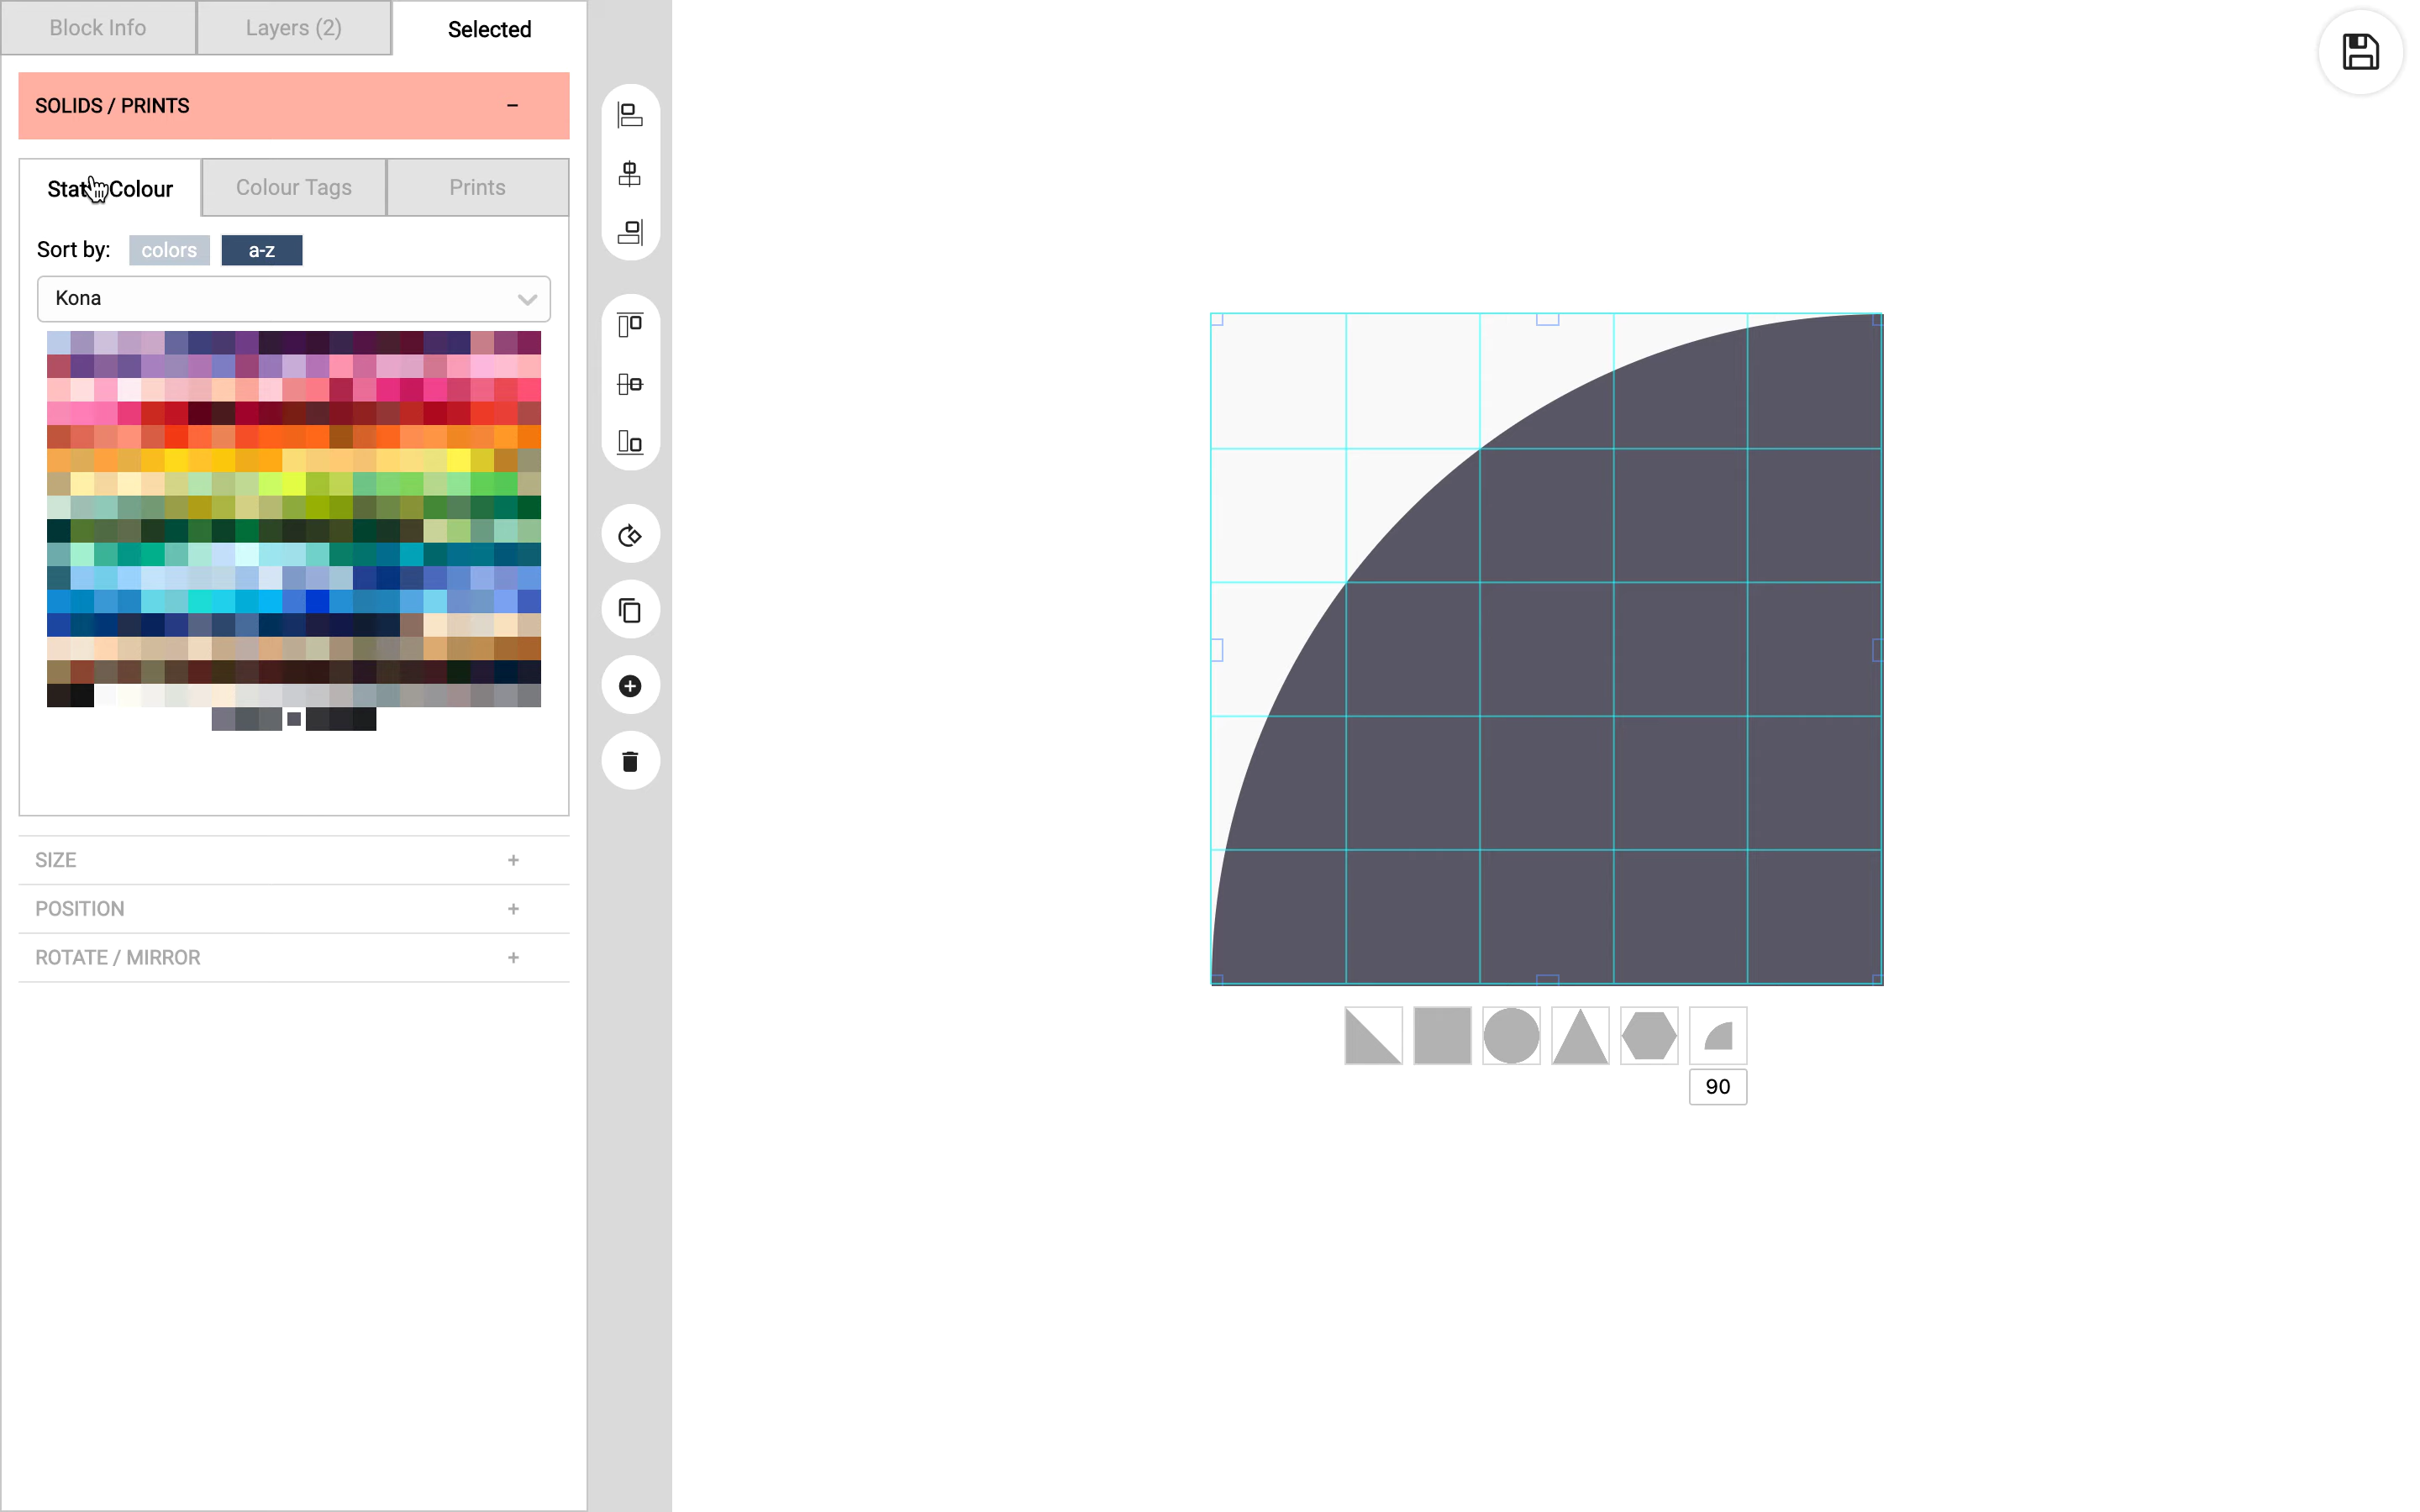 Block Info
Layers (2)
Selected
SOLIDS / PRINTS
Colour
Colour Tags
Prints
Sort by:
colors
a-z
Kona
SIZE
POSITION
ROTATE / MIRROR
90